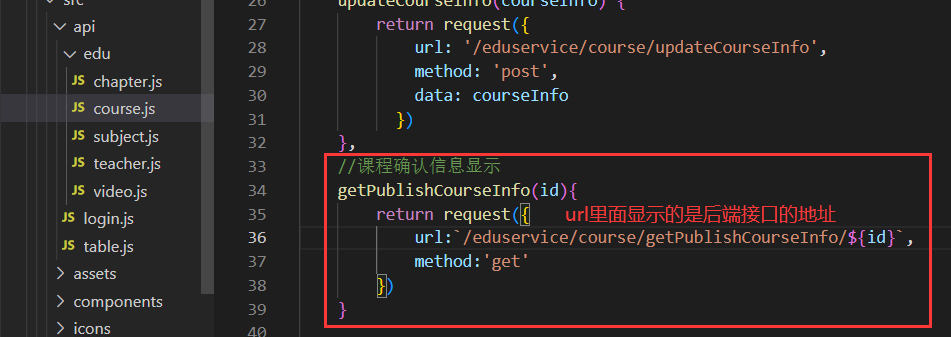 src
api
edu
JS chapter.js
JS course.js
JS subject.js
JS teacher.js
JS video.js
JS login.js
JS table.js
assets
components
icons
26 updateCourseInfo(courseInfo) {
27 return request({
28 url: '/eduservice/course/updateCourseInfo',
29 method: 'post',
30 data: courseInfo
31 })
32 },
33 //课程确认信息显示
34 getPublishCourseInfo(id){
35 return request({ url里面显示的是后端接口的地址
36 url:`/eduservice/course/getPublishCourseInfo/${id}`,
37 method:'get'
38 })
39 }
40